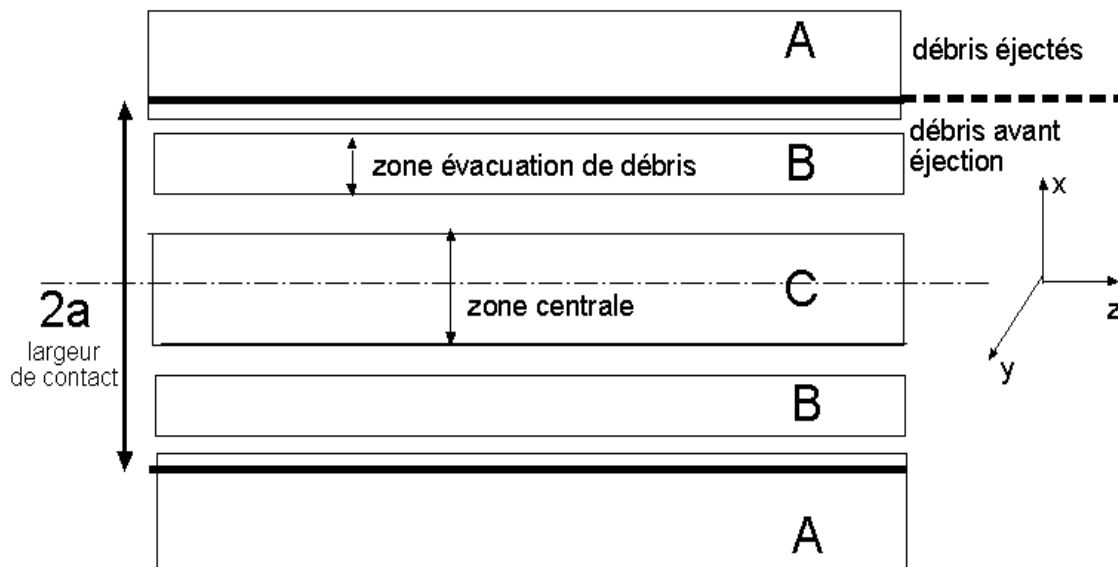 A
débris éjectés
débris avant
éjection
zone évacuation de débris
B
x
C
zone centrale
z
2a
largeur
de contact
y
B
A